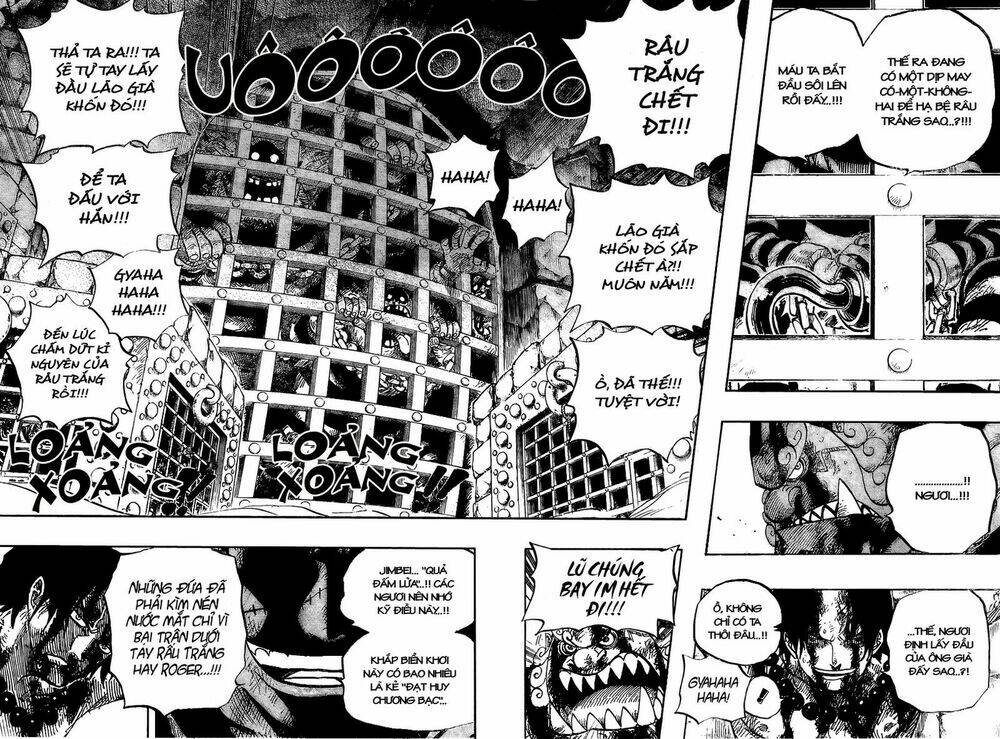 THẾ RA ĐANG
CÓ MỘT DỊP MAY
CÓ-MỘT-KHÔNG-
HAI ĐỂ HẠ BỆ RÂU
TRẮNG SAO..?!!
MÁU TA BẮT
ĐẦU SÔI LÊN
RỒI ĐẤY..!!!
.................!!
NGƯƠI...!!!
...THẾ, NGƯƠI
ĐỊNH LẤY ĐẦU
CỦA ÔNG GIÀ
ĐẤY SAO..?!
Ồ, KHÔNG
CHỈ CÓ TA
THÔI ĐÂU..!!
!
GYAHAHA
HAHA!
UÔÔÔÔÔÔ
RÂU
TRẮNG
CHẾT
ĐI!!!
THẢ TA RA!!! TA
SẼ TỰ TAY LẤY
ĐẦU LÃO GIÀ
KHỐN ĐÓ!!!
HAHA!
HAHA!
LÃO GIÀ
KHỐN ĐÓ SẮP
CHẾT À?!!
MUÔN NĂM!!!
ĐỂ TA
ĐẤU VỚI
HẮN!!!
GYAHA
HAHA
HAHA!!!
Ồ, ĐÃ THẾ!!!
TUYỆT VỜI!
ĐẾN LÚC
CHẤM DỨT KỈ
NGUYÊN CỦA
RÂU TRẮNG
RỒI!!!
LOẢNG
XOẢNG!!
LOẢNG
XOẢNG!!
LŨ CHÚNG
BAY IM HẾT
ĐI!!!
JIMBEI... "QUẢ
ĐẤM LỬA"..!! CÁC
NGƯƠI NÊN NHỚ
KỸ ĐIỀU NÀY..!!
KHẮP BIỂN KHƠI
NÀY CÓ BAO NHIÊU
LÀ KẺ "ĐẠT HUY
CHƯƠNG BẠC"...
NHỮNG ĐỨA ĐÃ
PHẢI KÌM NÉN
NƯỚC MẮT CHỈ VÌ
BẠI TRẬN DƯỚI
TAY RÂU TRẮNG
HAY ROGER...!!!